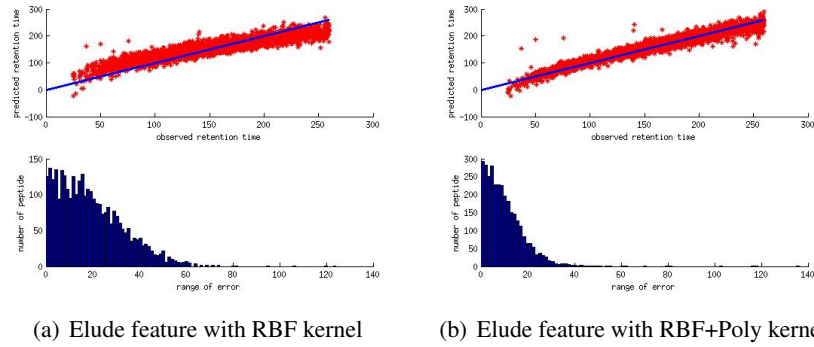 300
200
100
0
-100
predicted retention time
0 50 100 150 200 250 300
observed retention time
150
100
50
0
number of peptide
0 20 40 60 80 100 120 140
range of error
(a) Elude feature with RBF kernel
300
200
100
0
-100
predicted retention time
0 50 100 150 200 250 300
observed retention time
300
250
200
150
100
50
0
number of peptide
0 20 40 60 80 100 120 140
range of error
(b) Elude feature with RBF+Poly kerne